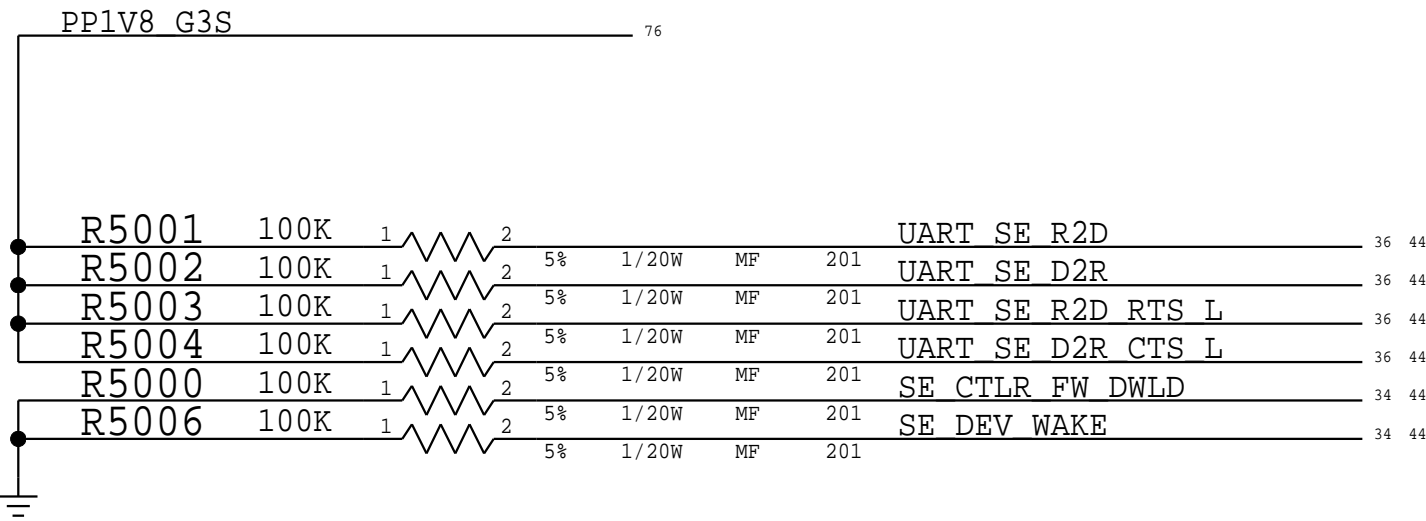 PP1V8_G3S 76
R5001 100K 1 2 UART_SE_R2D 36 44
5% 1/20W MF 201
R5002 100K 1 2 UART_SE_D2R 36 44
5% 1/20W MF 201
R5003 100K 1 2 UART_SE_R2D_RTS_L 36 44
5% 1/20W MF 201
R5004 100K 1 2 UART_SE_D2R_CTS_L 36 44
5% 1/20W MF 201
R5000 100K 1 2 SE_CTLR_FW_DWLD 34 44
5% 1/20W MF 201
R5006 100K 1 2 SE_DEV_WAKE 34 44
5% 1/20W MF 201